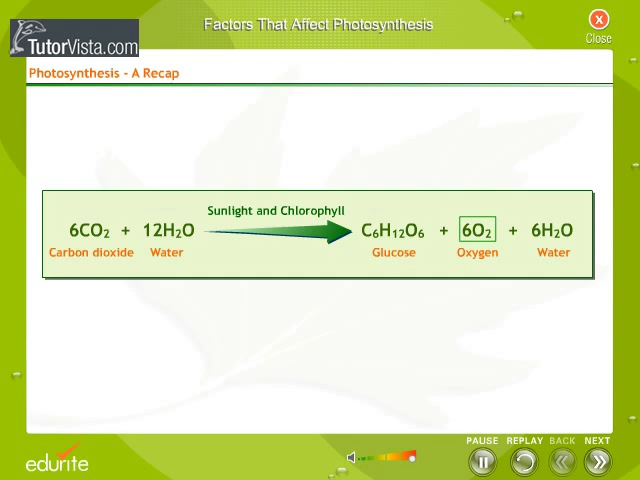 Factors That Affect Photosynthesis
X
Close
TutorVista.com
Photosynthesis - A Recap
Sunlight and Chlorophyll
6CO₂ + 12H₂O C₆H₁₂O₆ + 6O₂ + 6H₂O
Carbon dioxide Water Glucose Oxygen Water
PAUSE REPLAY BACK NEXT
edurite